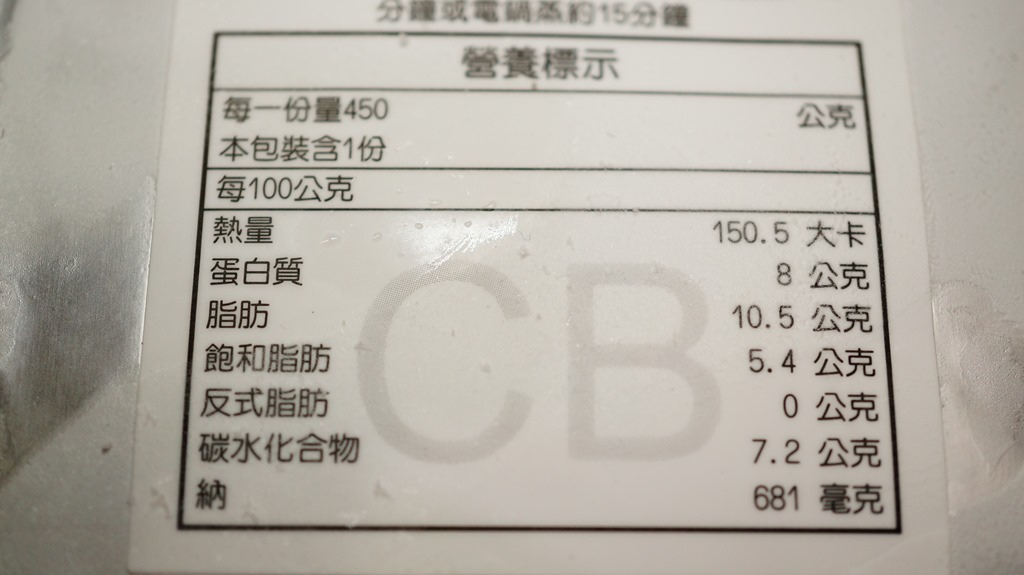 分鐘或電鍋蒸約15分鐘
營養標示
每一份量450 公克
本包裝含1份
每100公克
熱量 150.5 大卡
蛋白質 8 公克
脂肪 10.5 公克
飽和脂肪 5.4 公克
反式脂肪 0 公克
碳水化合物 7.2 公克
納 681 毫克
CB